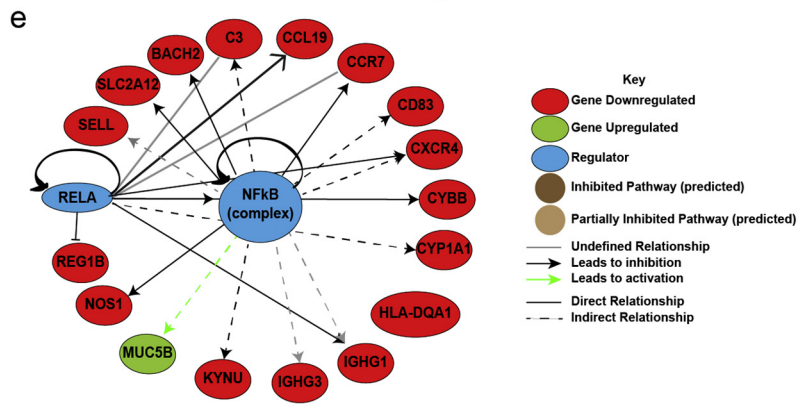 e
C3
CCL19
BACH2
CCR7
SLC2A12
CD83
SELL
CXCR4
RELA
NFkB
(complex)
CYBB
CYP1A1
REG1B
NOS1
HLA-DQA1
MUC5B
IGHG1
KYNU
IGHG3
Key
Gene Downregulated
Gene Upregulated
Regulator
Inhibited Pathway (predicted)
Partially Inhibited Pathway (predicted)
Undefined Relationship
Leads to inhibition
Leads to activation
Direct Relationship
Indirect Relationship